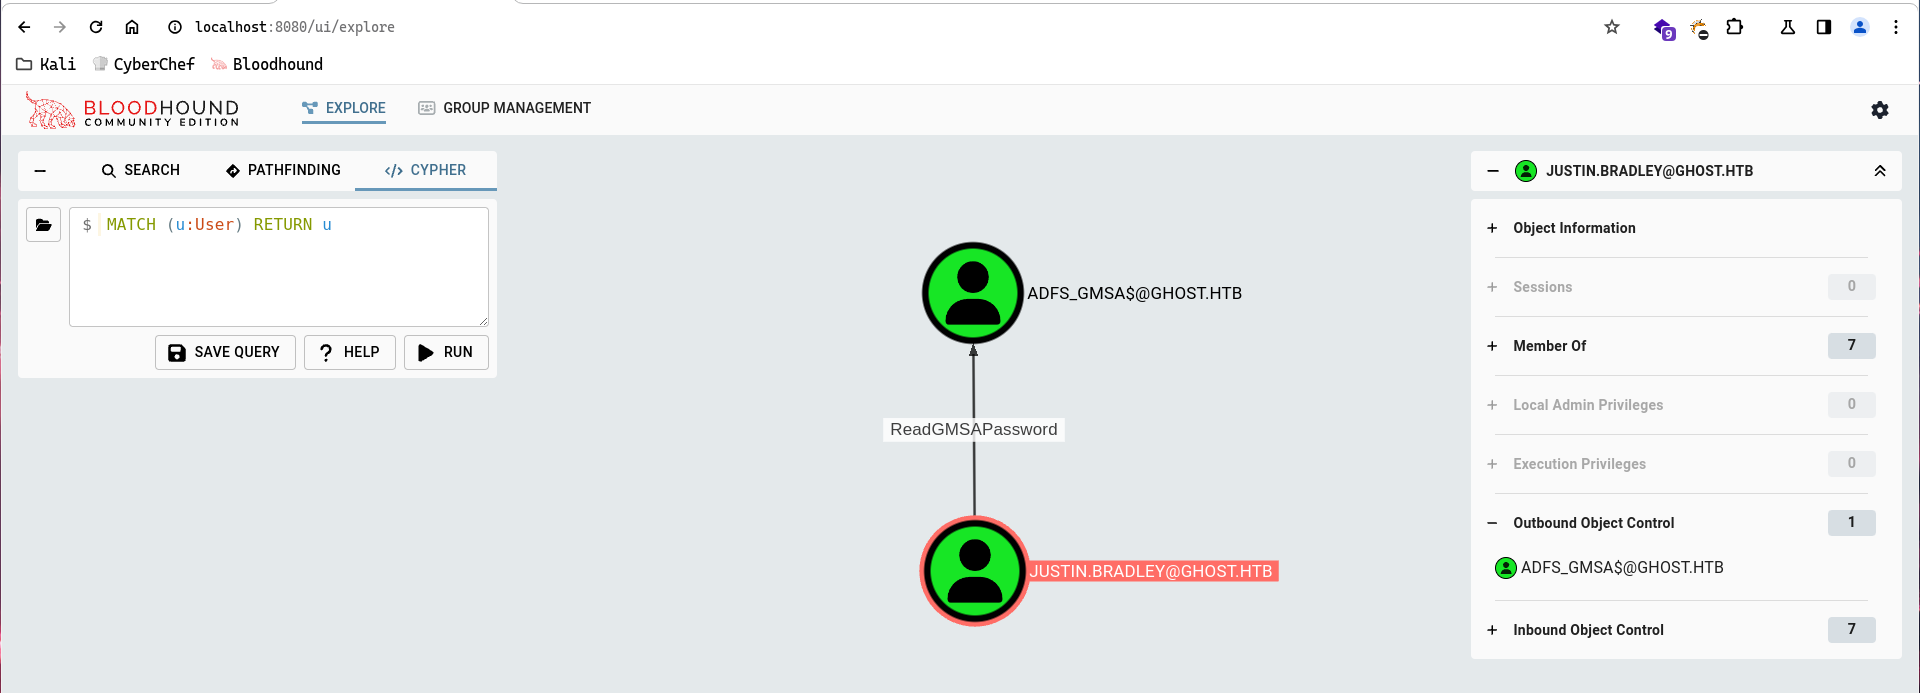 localhost:8080/ui/explore
9
Kali CyberChef Bloodhound
BLOODHOUND
COMMUNITY EDITION
EXPLORE GROUP MANAGEMENT
SEARCH PATHFINDING </> CYPHER
$ MATCH (u:User) RETURN u
SAVE QUERY ? HELP RUN
ADFS_GMSA$@GHOST.HTB
ReadGMSAPassword
JUSTIN.BRADLEY@GHOST.HTB
JUSTIN.BRADLEY@GHOST.HTB
Object Information
Sessions 0
Member Of 7
Local Admin Privileges 0
Execution Privileges 0
Outbound Object Control 1
ADFS_GMSA$@GHOST.HTB
Inbound Object Control 7